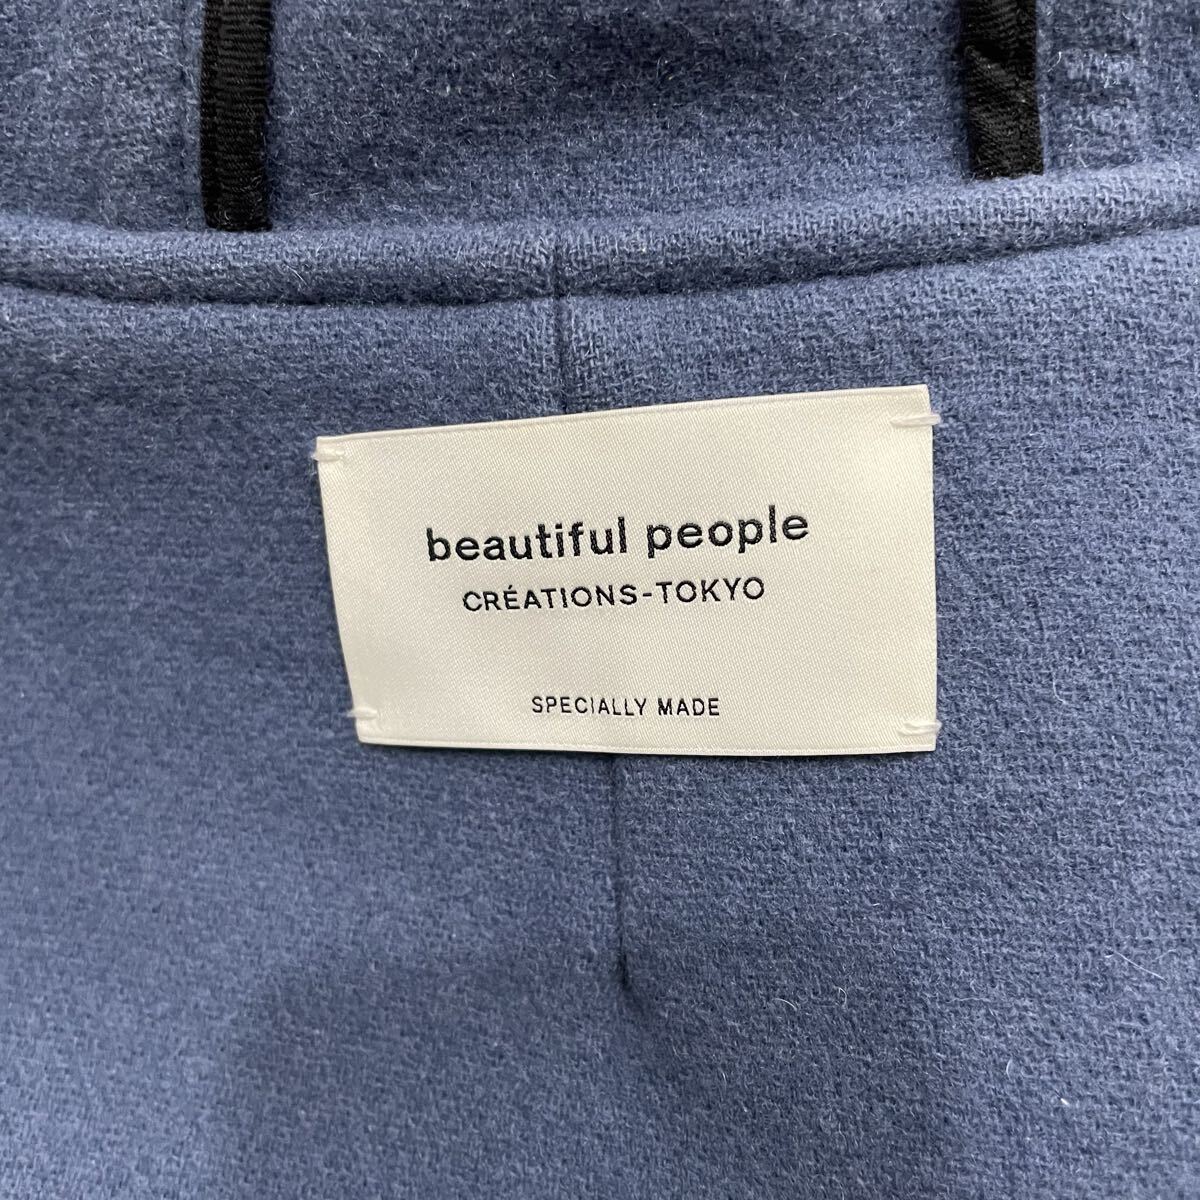 beautiful people
CRÉATIONS-TOKYO
SPECIALLY MADE